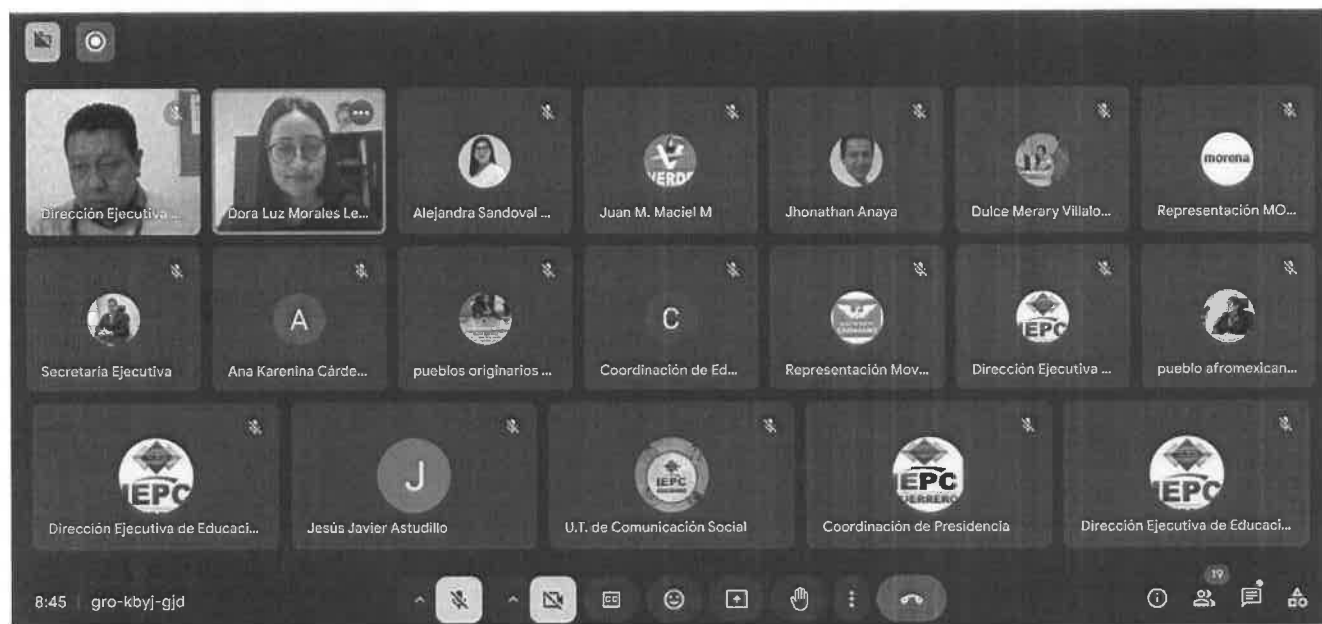 Dirección Ejecutiva ...
Dora Luz Morales Le...
Alejandra Sandoval ...
VERDE
Juan M. Maciel M
Jhonathan Anaya
Dulce Merary Villalo...
morena
Representación MO...
Secretaria Ejecutiva
A
Ana Karenina Cárde...
pueblos originarios ...
C
Coordinación de Ed...
CIUDADANO
Representación Mov...
IEPC
Dirección Ejecutiva ...
pueblo afromexican...
IEPC
Dirección Ejecutiva de Educaci...
J
Jesús Javier Astudillo
IEPC
U.T. de Comunicación Social
IEPC
GUERRERO
Coordinación de Presidencia
IEPC
Dirección Ejecutiva de Educaci...
8:45 | gro-kbyj-gjd
CC
19